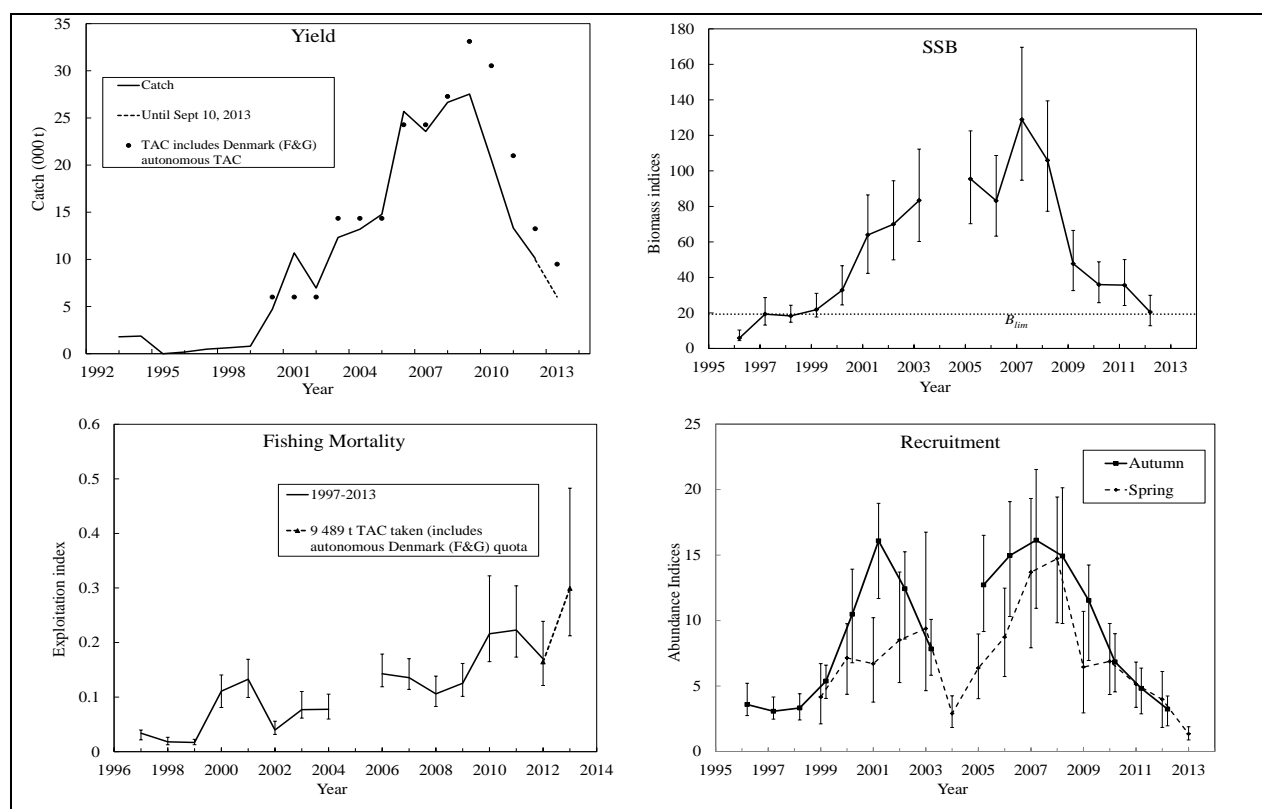 Yield
35
30
25
20
15
10
5
0
Catch (000 t)
Catch
Until Sept 10, 2013
TAC includes Denmark (F&G)
autonomous TAC
1992 1995 1998 2001 2004 2007 2010 2013
Year
SSB
180
160
140
120
100
80
60
40
20
0
Biomass indices
Blim
1995 1997 1999 2001 2003 2005 2007 2009 2011 2013
Year
Fishing Mortality
0.6
0.5
0.4
0.3
0.2
0.1
0
Exploitation index
1997-2013
9 489 t TAC taken (includes
autonomous Denmark (F&G) quota
1996 1998 2000 2002 2004 2006 2008 2010 2012 2014
Year
Recruitment
25
20
15
10
5
0
Abundance Indices
Autumn
Spring
1995 1997 1999 2001 2003 2005 2007 2009 2011 2013
Year